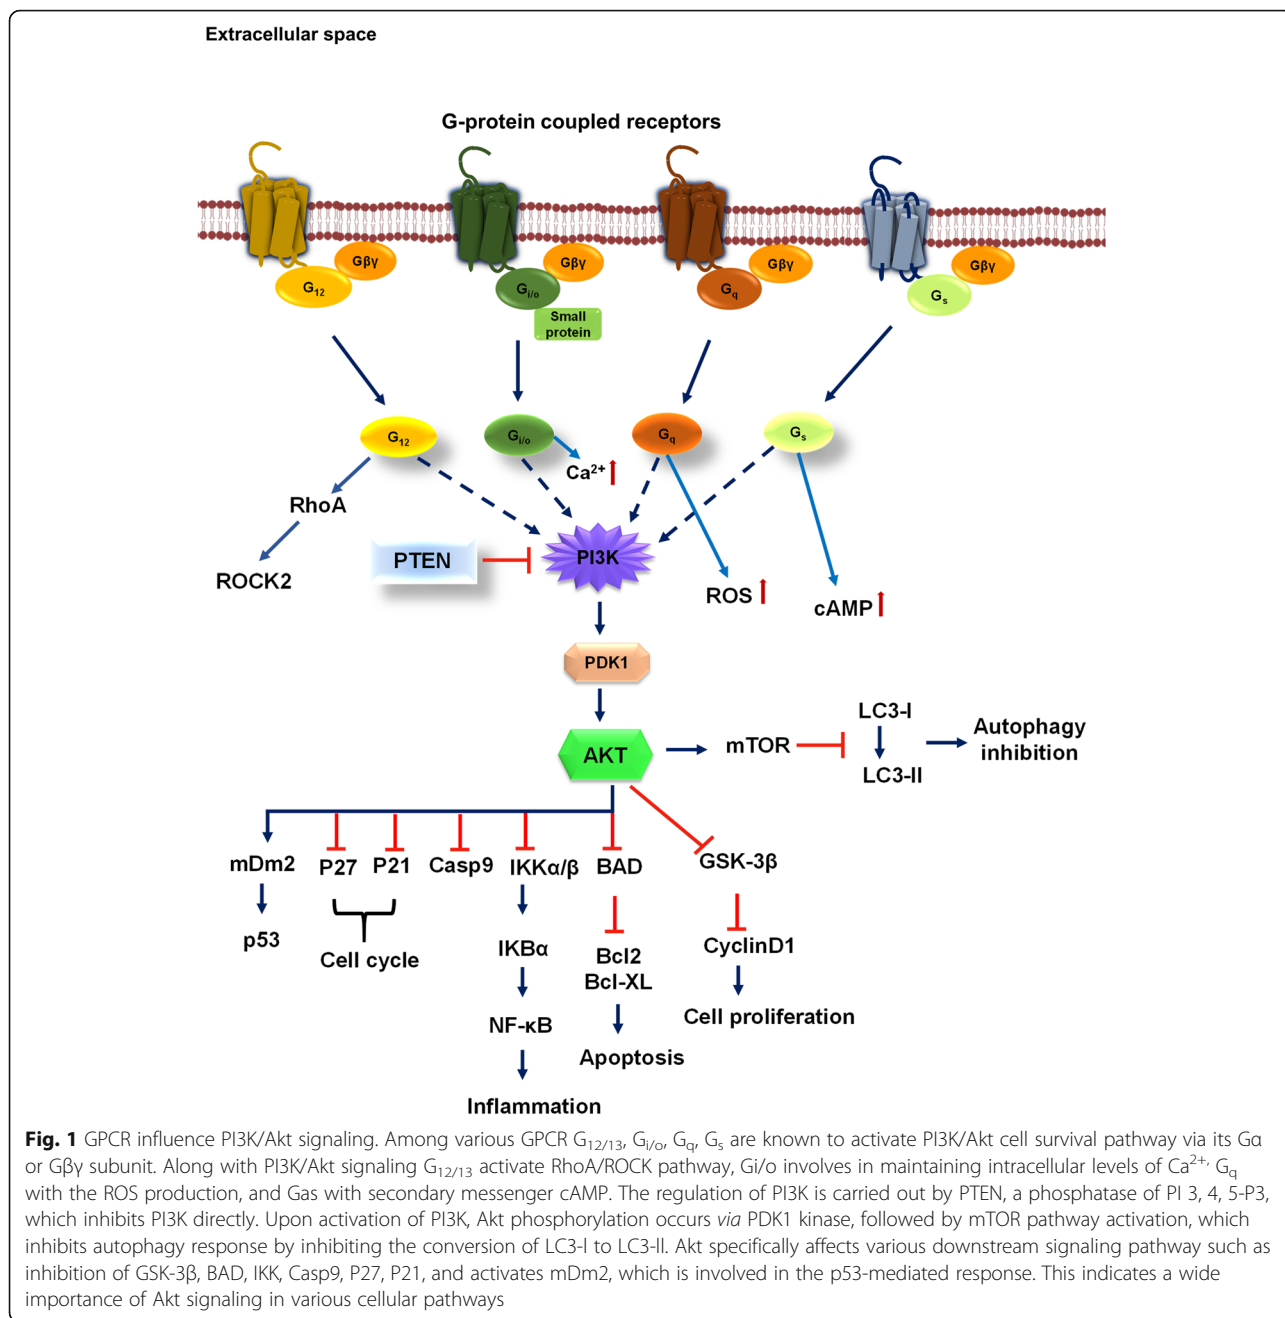 Extracellular space
G-protein coupled receptors
Gβγ
Gβγ
Gβγ
Gβγ
G12
Gi/o
Gq
Gs
Small
protein
G12
Gi/o
Gq
Gs
Ca2+
RhoA
PTEN
PI3K
ROCK2
ROS
cAMP
PDK1
LC3-I
AKT
mTOR
Autophagy
inhibition
LC3-II
mDm2
P27
P21
Casp9
IKKα/β
BAD
GSK-3β
p53
Cell cycle
IKBα
Bcl2
Bcl-XL
CyclinD1
NF-κB
Cell proliferation
Apoptosis
Inflammation
Fig. 1 GPCR influence PI3K/Akt signaling. Among various GPCR G12/13, Gi/o, Gq, Gs are known to activate PI3K/Akt cell survival pathway via its Gα
or Gβγ subunit. Along with PI3K/Akt signaling G12/13 activate RhoA/ROCK pathway, Gi/o involves in maintaining intracellular levels of Ca2+, Gq
with the ROS production, and Gas with secondary messenger cAMP. The regulation of PI3K is carried out by PTEN, a phosphatase of PI 3, 4, 5-P3,
which inhibits PI3K directly. Upon activation of PI3K, Akt phosphorylation occurs via PDK1 kinase, followed by mTOR pathway activation, which
inhibits autophagy response by inhibiting the conversion of LC3-I to LC3-II. Akt specifically affects various downstream signaling pathway such as
inhibition of GSK-3β, BAD, IKK, Casp9, P27, P21, and activates mDm2, which is involved in the p53-mediated response. This indicates a wide
importance of Akt signaling in various cellular pathways